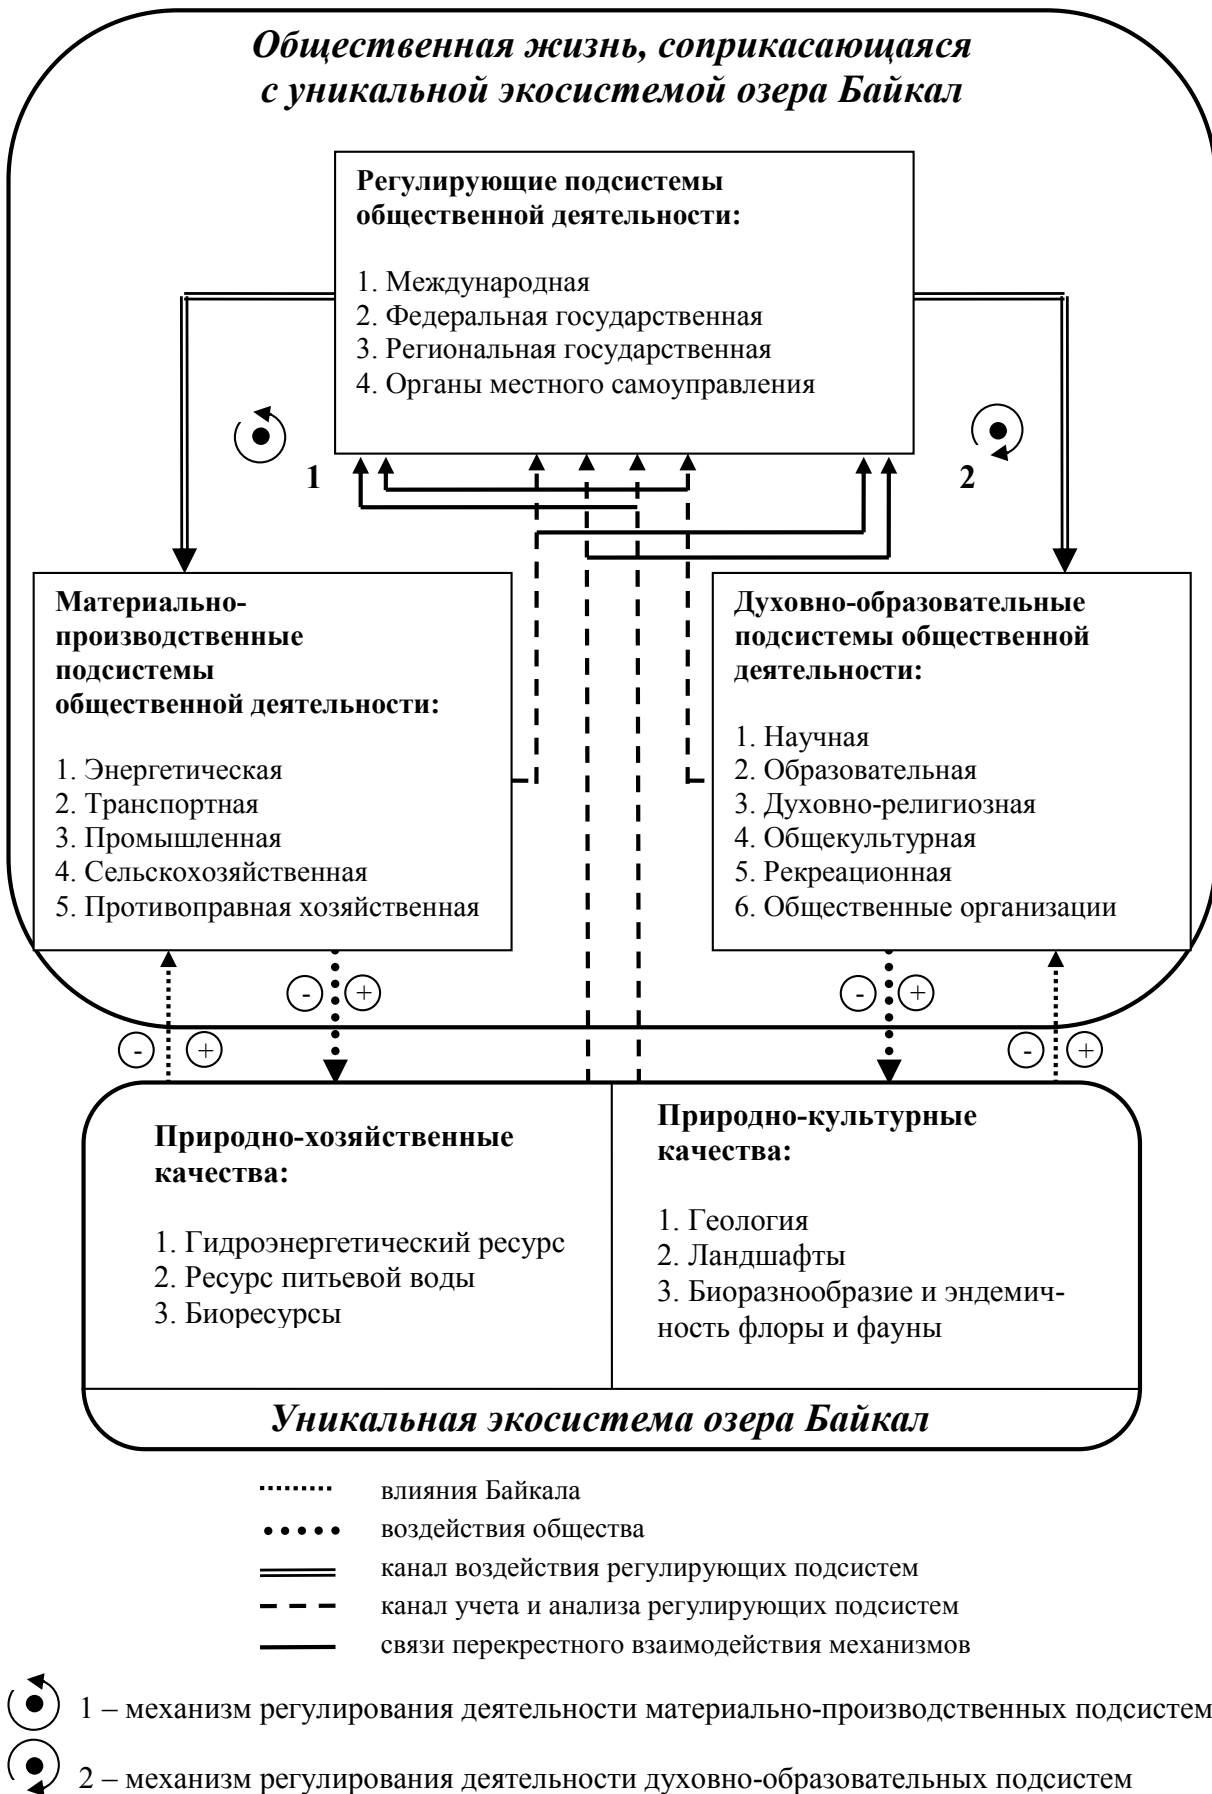 Общественная жизнь, соприкасающаяся
с уникальной экосистемой озера Байкал
Регулирующие подсистемы
общественной деятельности:
1. Международная
2. Федеральная государственная
3. Региональная государственная
4. Органы местного самоуправления
1
2
Материально-
производственные
подсистемы
общественной деятельности:
1. Энергетическая
2. Транспортная
3. Промышленная
4. Сельскохозяйственная
5. Противоправная хозяйственная
Духовно-образовательные
подсистемы общественной
деятельности:
1. Научная
2. Образовательная
3. Духовно-религиозная
4. Общекультурная
5. Рекреационная
6. Общественные организации
- +
- +
- +
- +
Природно-хозяйственные
качества:
1. Гидроэнергетический ресурс
2. Ресурс питьевой воды
3. Биоресурсы
Природно-культурные
качества:
1. Геология
2. Ландшафты
3. Биоразнообразие и эндемич-
ность флоры и фауны
Уникальная экосистема озера Байкал
влияния Байкала
воздействия общества
канал воздействия регулирующих подсистем
канал учета и анализа регулирующих подсистем
связи перекрестного взаимодействия механизмов
1 – механизм регулирования деятельности материально-производственных подсистем
2 – механизм регулирования деятельности духовно-образовательных подсистем